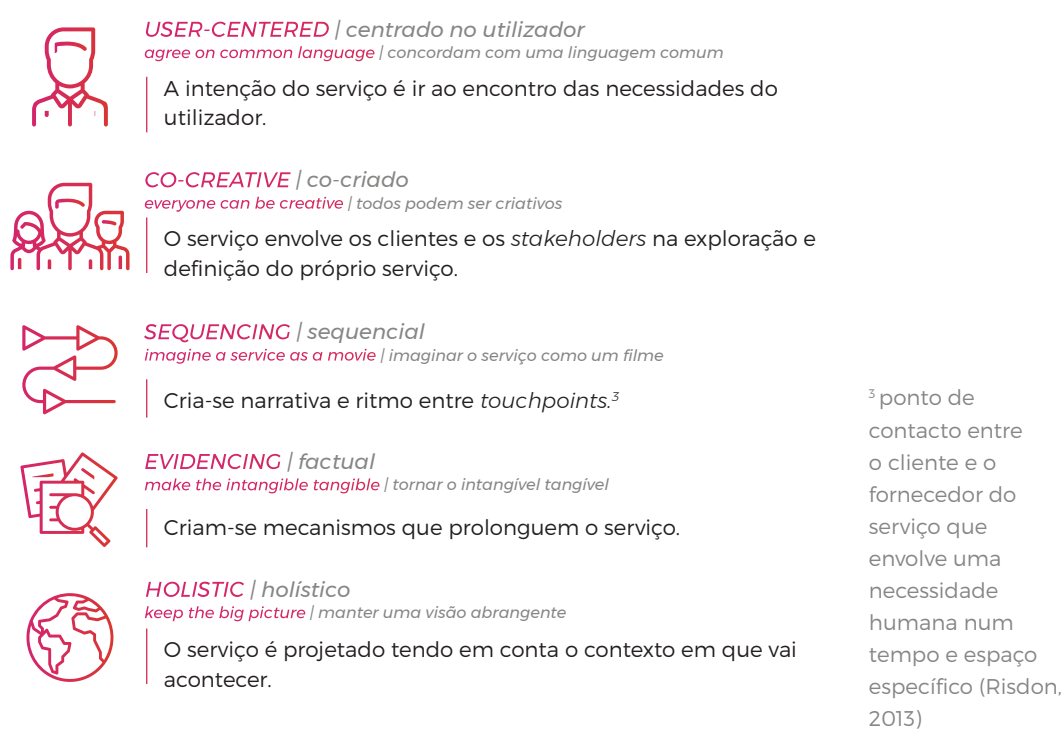 USER-CENTERED | centrado no utilizador
agree on common language | concordam com uma linguagem comum
A intenção do serviço é ir ao encontro das necessidades do
utilizador.
CO-CREATIVE | co-criado
everyone can be creative | todos podem ser criativos
O serviço envolve os clientes e os stakeholders na exploração e
definição do próprio serviço.
SEQUENCING | sequencial
imagine a service as a movie | imaginar o serviço como um filme
Cria-se narrativa e ritmo entre touchpoints.³
EVIDENCING | factual
make the intangible tangible | tornar o intangível tangível
Criam-se mecanismos que prolonguem o serviço.
HOLISTIC | holístico
keep the big picture | manter uma visão abrangente
O serviço é projetado tendo em conta o contexto em que vai
acontecer.
³ ponto de
contacto entre
o cliente e o
fornecedor do
serviço que
envolve uma
necessidade
humana num
tempo e espaço
específico (Risdon,
2013)